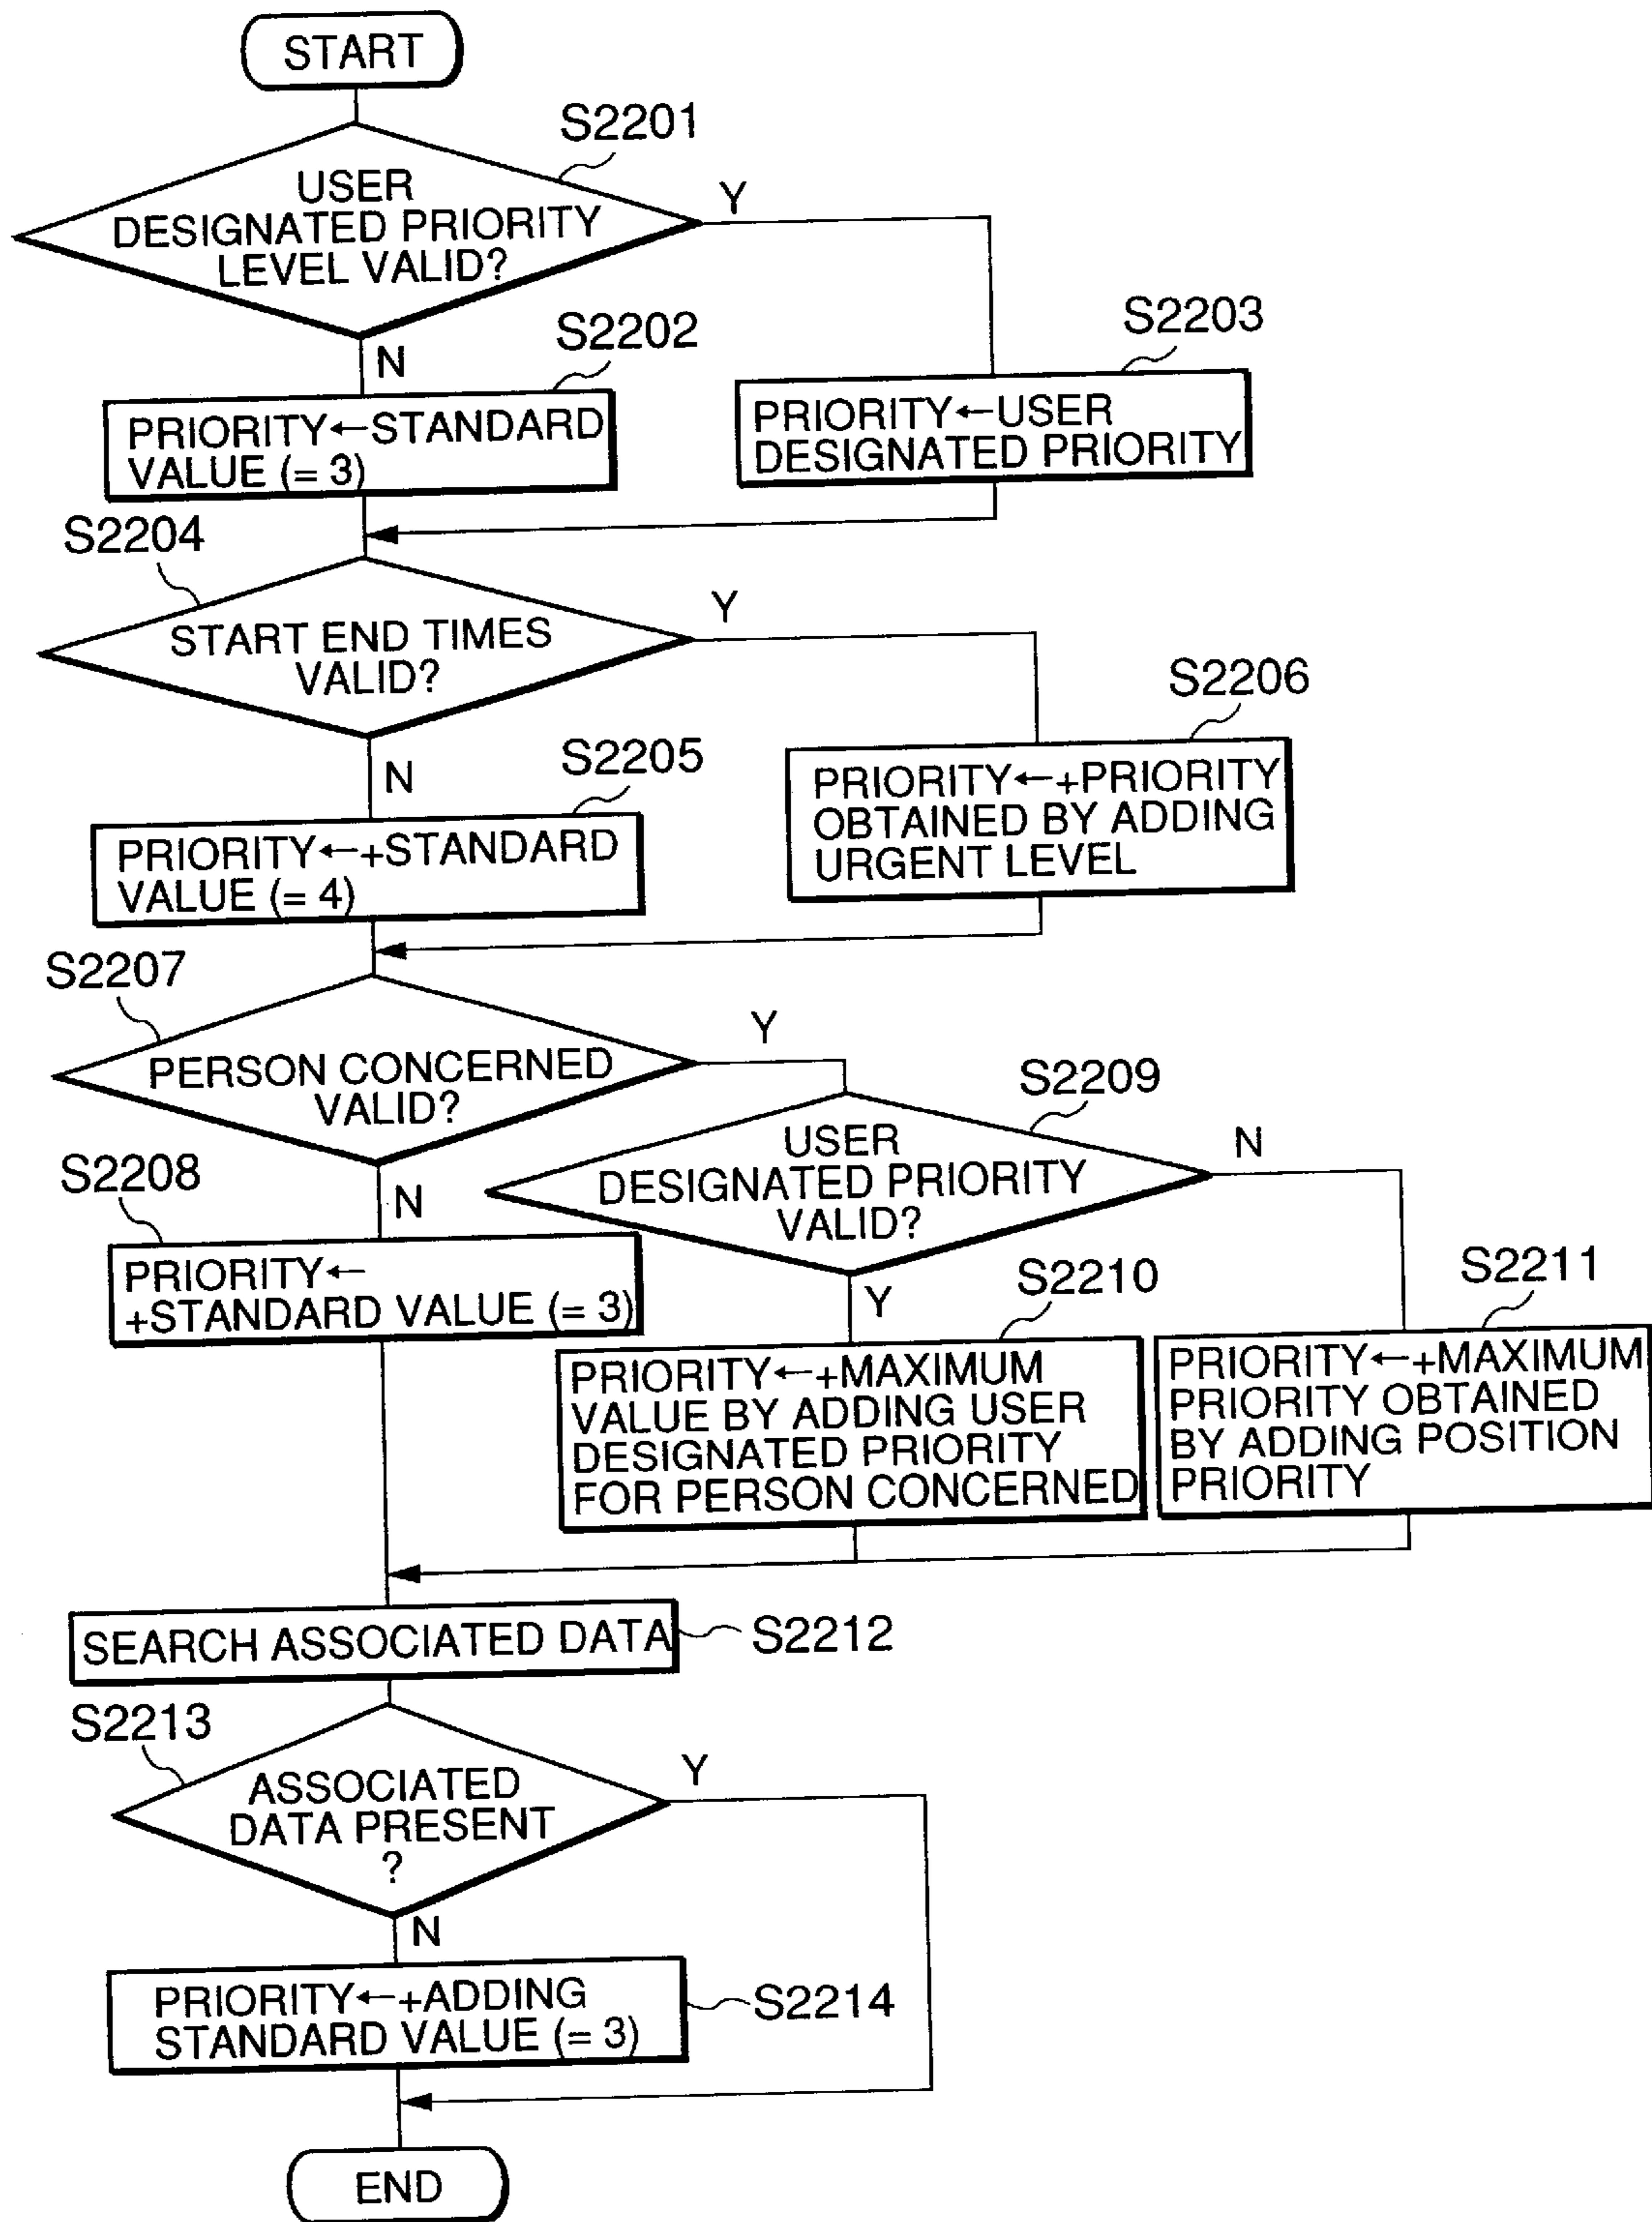 START
S2201
USER
DESIGNATED PRIORITY
LEVEL VALID?
Y
N
S2202
PRIORITY←STANDARD
VALUE (= 3)
S2203
PRIORITY←USER
DESIGNATED PRIORITY
S2204
START END TIMES
VALID?
Y
N
S2205
PRIORITY←+STANDARD
VALUE (= 4)
S2206
PRIORITY←+PRIORITY
OBTAINED BY ADDING
URGENT LEVEL
S2207
PERSON CONCERNED
VALID?
Y
N
S2208
PRIORITY←
+STANDARD VALUE (= 3)
S2209
USER
DESIGNATED PRIORITY
VALID?
N
Y
S2210
PRIORITY←+MAXIMUM
VALUE BY ADDING USER
DESIGNATED PRIORITY
FOR PERSON CONCERNED
S2211
PRIORITY←+MAXIMUM
PRIORITY OBTAINED
BY ADDING POSITION
PRIORITY
SEARCH ASSOCIATED DATA
S2212
S2213
ASSOCIATED
DATA PRESENT
?
Y
N
PRIORITY←+ADDING
STANDARD VALUE (= 3)
S2214
END